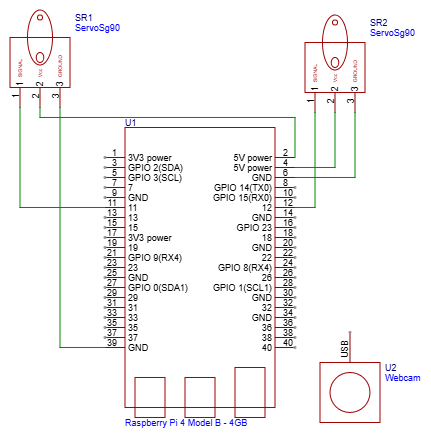 SR1
ServoSg90
SR2
ServoSg90
SIGNAL
Vcc
GROUND
1
2
3
SIGNAL
Vcc
GROUND
1
2
3
U1
1 3V3 power 5V power 2
3 GPIO 2(SDA) 5V power 4
5 GPIO 3(SCL) GND 6
7 7 GPIO 14(TX0) 8
9 GND GPIO 15(RX0) 10
11 11 12 12
13 13 GND 14
15 15 GPIO 23 16
17 3V3 power 18 18
19 19 GND 20
21 GPIO 9(RX4) 22 22
23 23 GPIO 8(RX4) 24
25 GND 26 26
27 GPIO 0(SDA1) GPIO 1(SCL1) 28
29 29 GND 30
31 31 32 32
33 33 GND 34
35 35 36 36
37 37 38 38
39 GND 40 40
USB
U2
Webcam
Raspberry Pi 4 Model B - 4GB